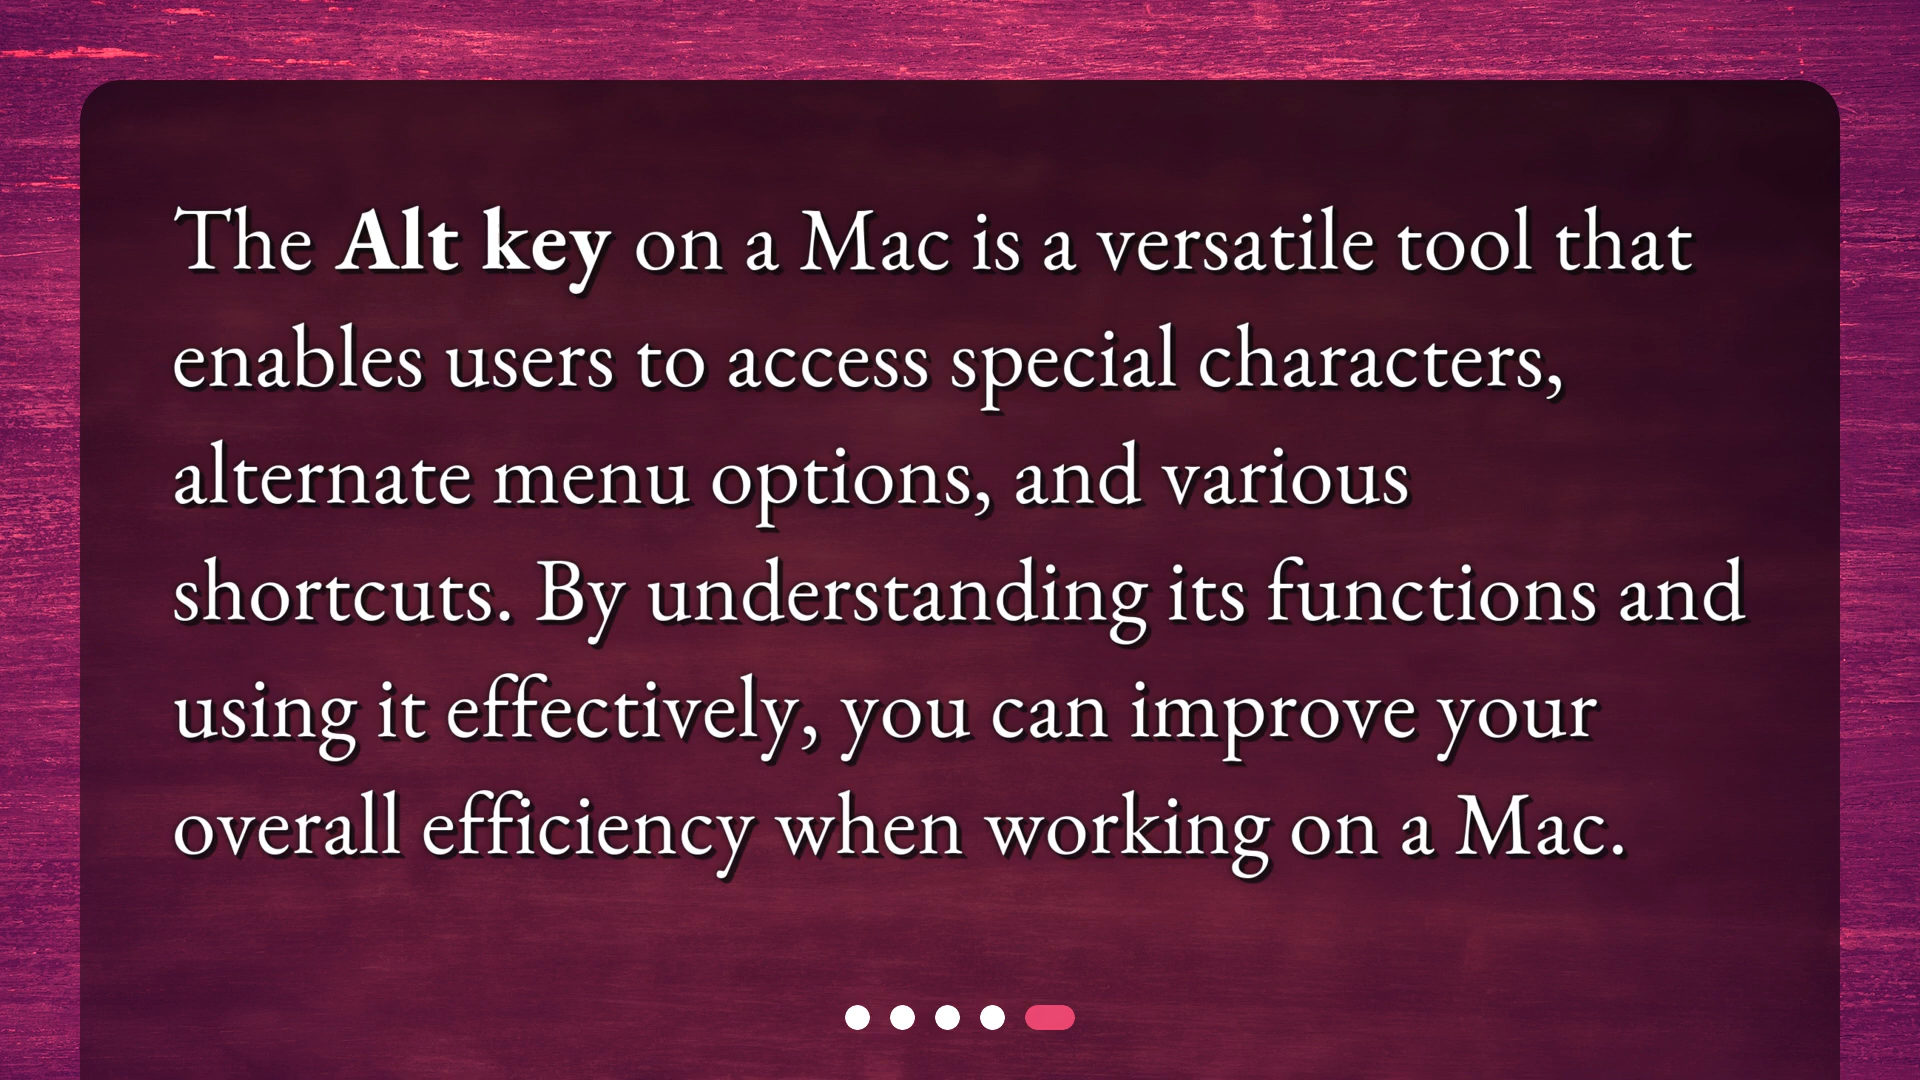 The Alt key on a Mac is a versatile tool that
enables users to access special characters,
alternate menu options, and various
shortcuts. By understanding its functions and
using it effectively, you can improve your
overall efficiency when working on a Mac.